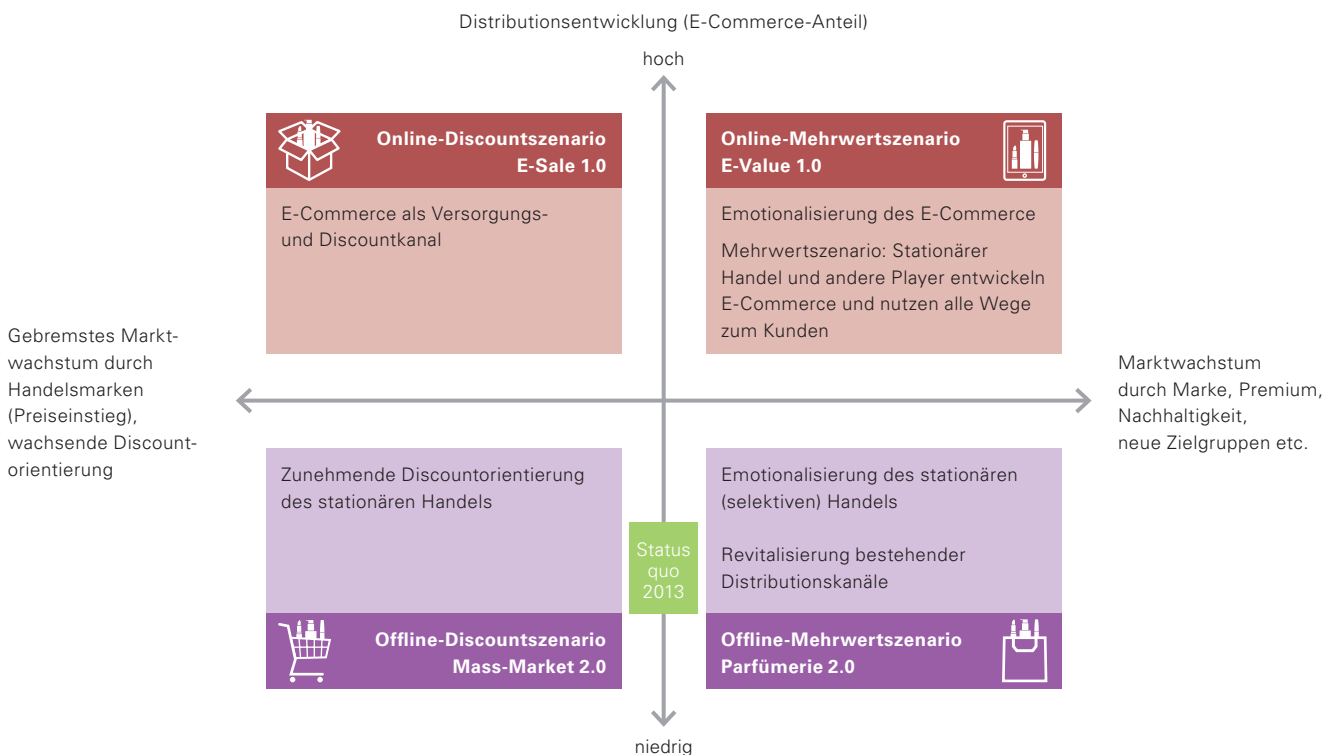 Distributionsentwicklung (E-Commerce-Anteil)
hoch
Online-Discountszenario
E-Sale 1.0
E-Commerce als Versorgungs-
und Discountkanal
Online-Mehrwertszenario
E-Value 1.0
Emotionalisierung des E-Commerce
Mehrwertszenario: Stationärer
Handel und andere Player entwickeln
E-Commerce und nutzen alle Wege
zum Kunden
Gebremstes Markt-
wachstum durch
Handelsmarken
(Preiseinstieg),
wachsende Discount-
orientierung
Marktwachstum
durch Marke, Premium,
Nachhaltigkeit,
neue Zielgruppen etc.
Zunehmende Discountorientierung
des stationären Handels
Offline-Discountszenario
Mass-Market 2.0
Status
quo
2013
Emotionalisierung des stationären
(selektiven) Handels
Revitalisierung bestehender
Distributionskanäle
Offline-Mehrwertszenario
Parfümerie 2.0
niedrig